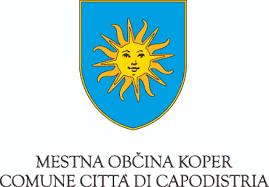 MESTNA OBČINA KOPER
COMUNE CITTÀ DI CAPODISTRIA